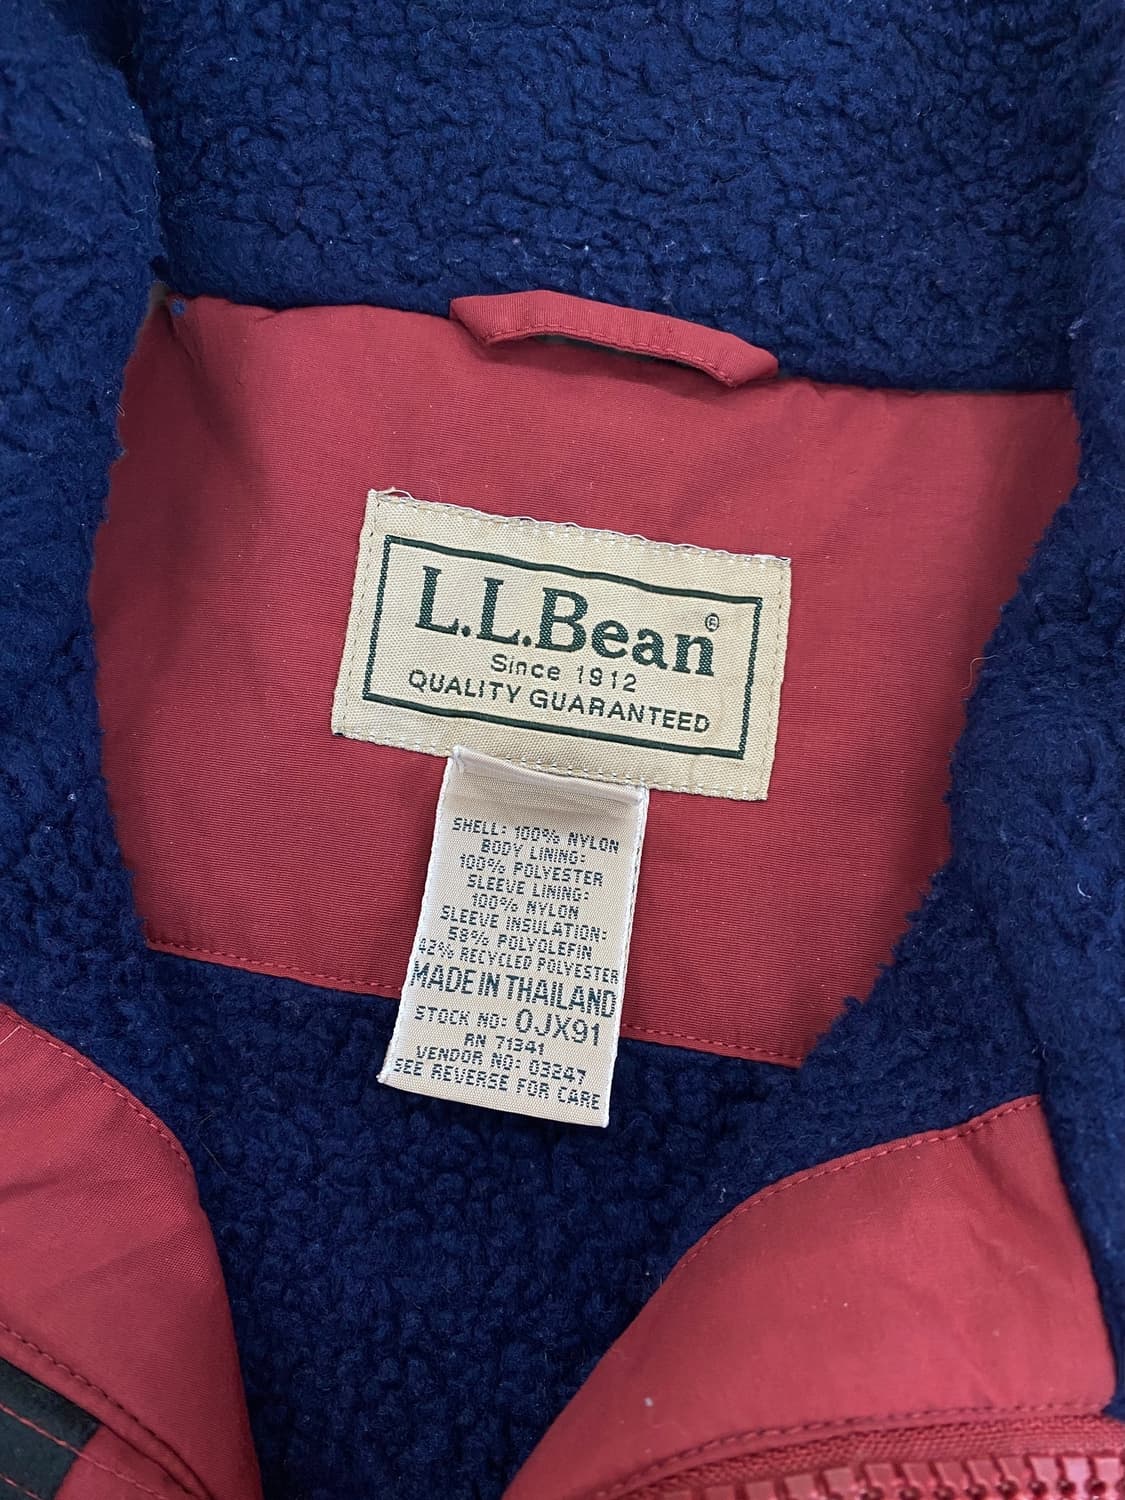 L.L.Bean®
Since 1912
QUALITY GUARANTEED
SHELL: 100% NYLON
BODY LINING:
100% POLYESTER
SLEEVE LINING:
100% NYLON
SLEEVE INSULATION:
58% POLYOLEFIN
42% RECYCLED POLYESTER
MADE IN THAILAND
STOCK NO: 0JX91
RN 71341
VENDOR NO: 03247
SEE REVERSE FOR CARE